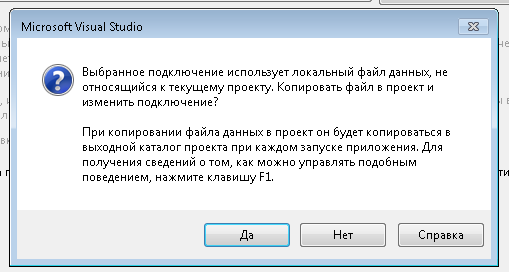 Microsoft Visual Studio
Выбранное подключение использует локальный файл данных, не
относящийся к текущему проекту. Копировать файл в проект и
изменить подключение?
При копировании файла данных в проект он будет копироваться в
выходной каталог проекта при каждом запуске приложения. Для
получения сведений о том, как можно управлять подобным
поведением, нажмите клавишу F1.
Да
Нет
Справка